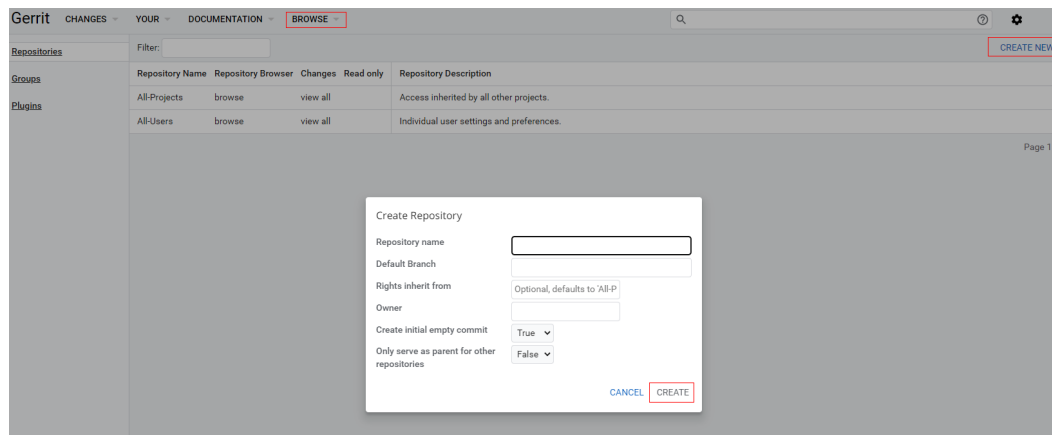 Gerrit CHANGES YOUR DOCUMENTATION BROWSE
Repositories Filter: CREATE NEW
Groups
Plugins
Repository Name Repository Browser Changes Read only Repository Description
All-Projects browse view all Access inherited by all other projects.
All-Users browse view all Individual user settings and preferences.
Page 1
Create Repository
Repository name
Default Branch
Rights inherit from Optional, defaults to 'All-P
Owner
Create initial empty commit True
Only serve as parent for other False
repositories
CANCEL CREATE